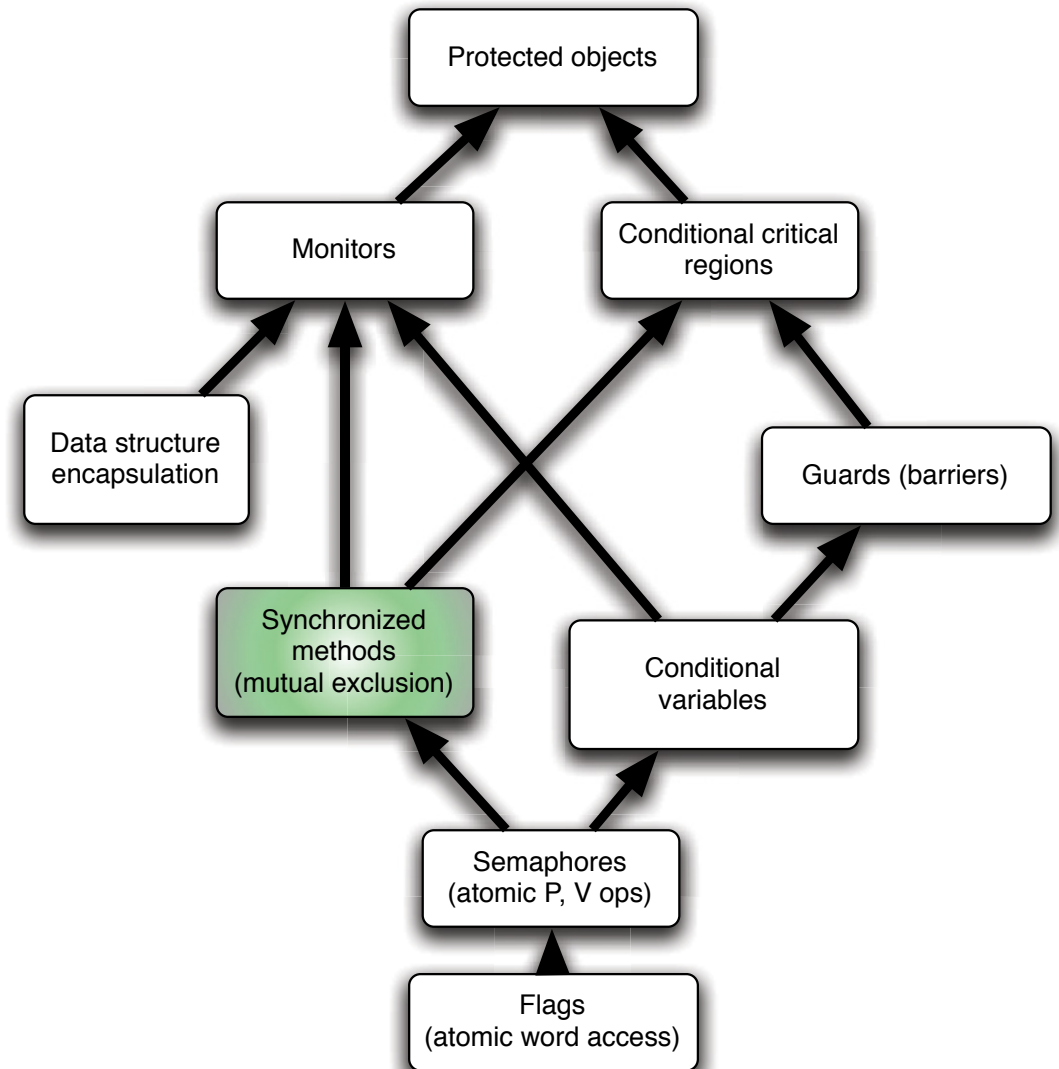 Protected objects
Monitors
Conditional critical
regions
Data structure
encapsulation
Guards (barriers)
Synchronized
methods
(mutual exclusion)
Conditional
variables
Semaphores
(atomic P, V ops)
Flags
(atomic word access)